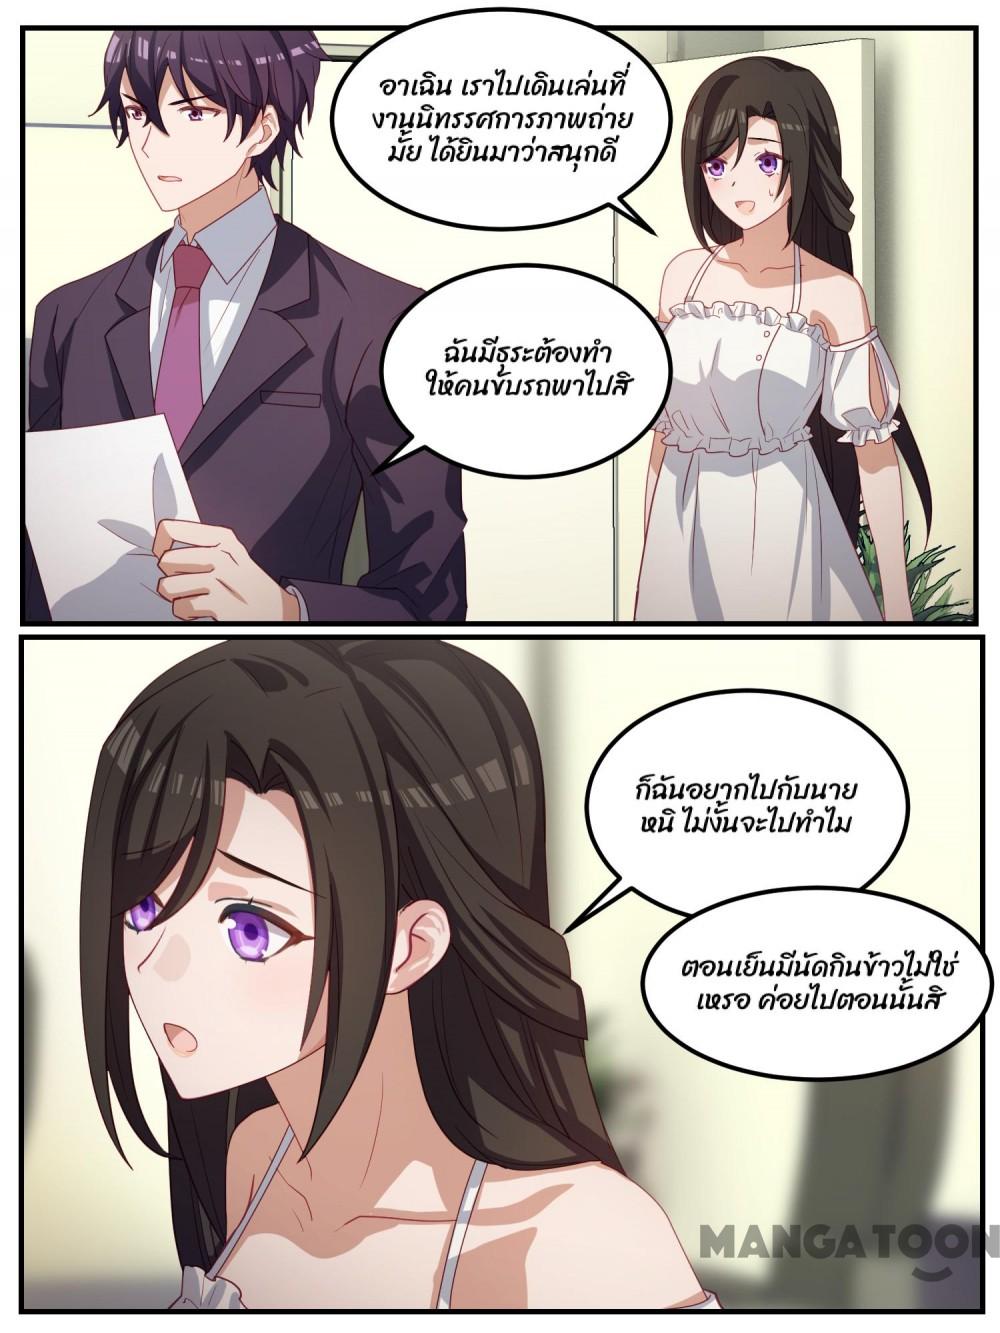 อาเฉิน เราไปเดินเล่นที่
งานนิทรรศการภาพถ่าย
มั้ย ได้ยินมาว่าสนุกดี
ฉันมีธุระต้องทำ
ให้คนขับรถพาไปสิ
ก็ฉันอยากไปกับนาย
หนิ ไม่งั้นจะไปทำไม
ตอนเย็นมีนัดกินข้าวไม่ใช่
เหรอ ค่อยไปตอนนั้นสิ
MANGATOON